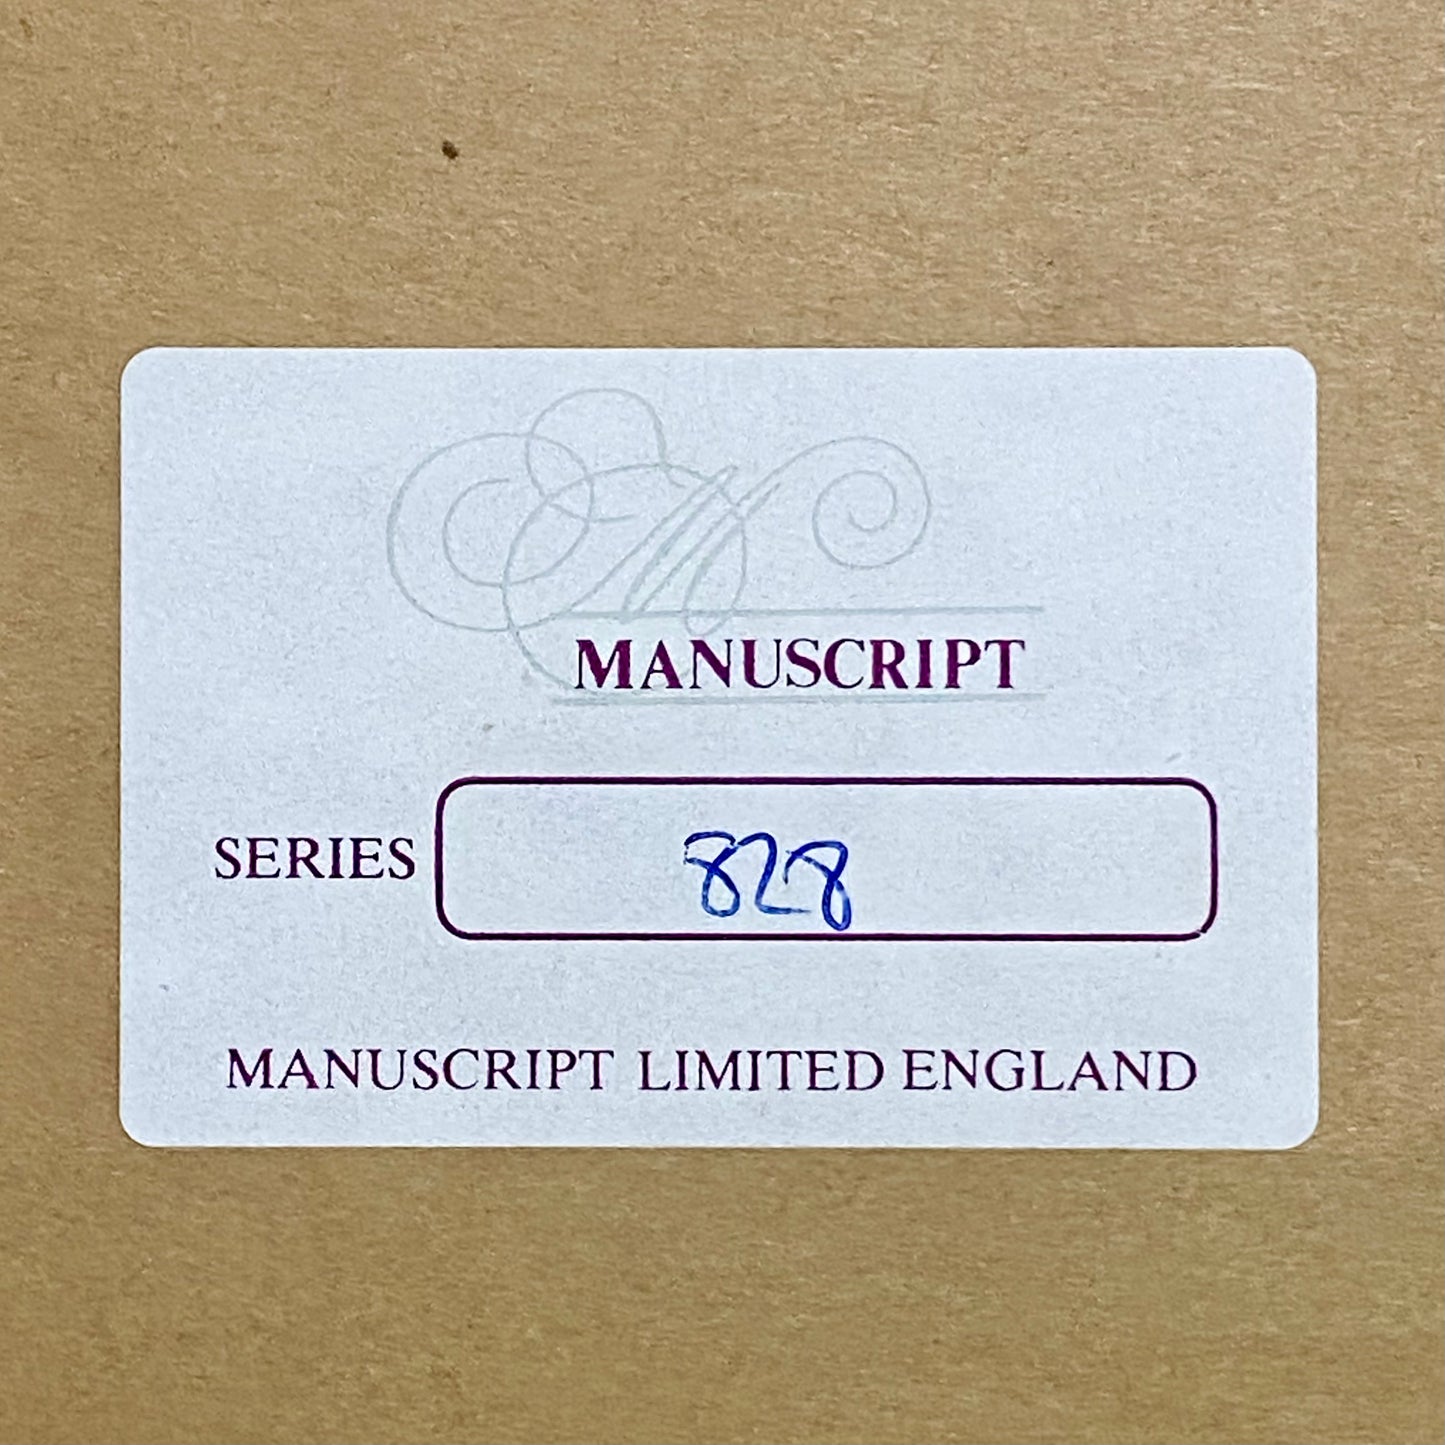 M
MANUSCRIPT
SERIES 828
MANUSCRIPT LIMITED ENGLAND